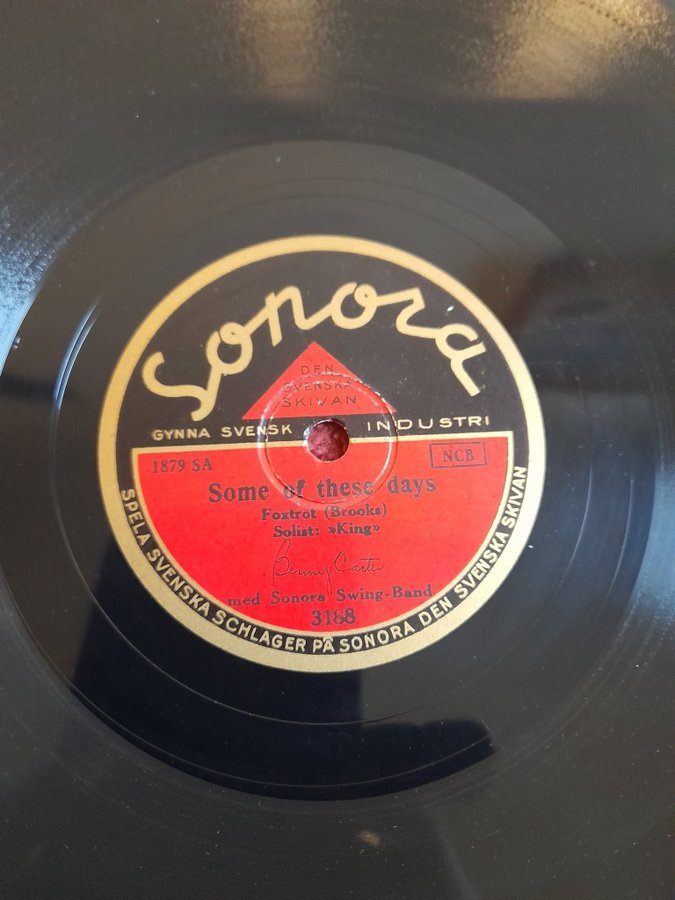 Sonora
DEN
SVENSKA
SKIVAN
GYNNA SVENSK INDUSTRI
1879 SA
NCB
Some of these days
Foxtrot (Brooks)
Solist: »King»
Benny Carter
med Sonora Swing-Band
3188
SPELA SVENSKA SCHLAGER PÅ SONORA DEN SVENSKA SKIVAN